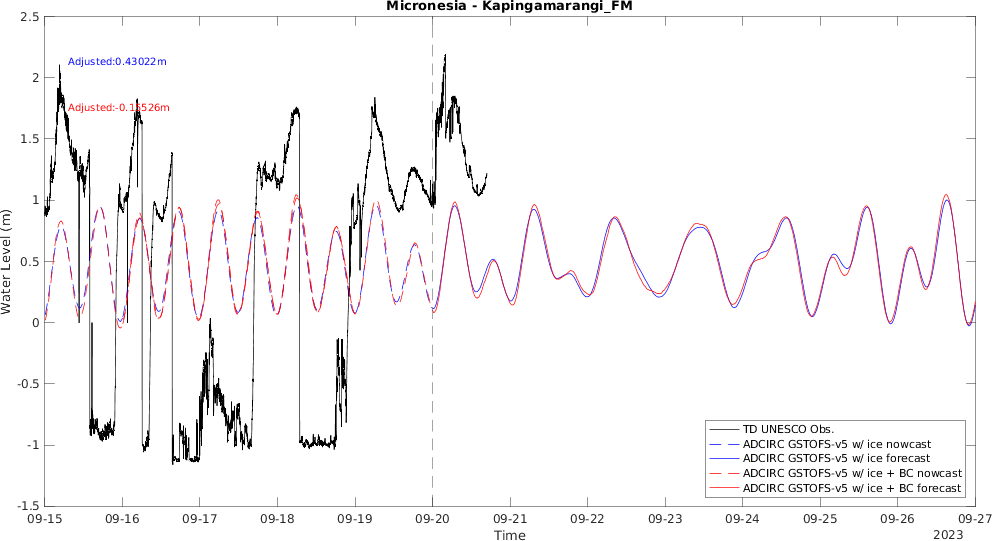 Micronesia - Kapingamarangi_FM
2.5
2
1.5
1
0.5
0
-0.5
-1
-1.5
Water Level (m)
Adjusted:0.43022m
Adjusted:-0.16526m
TD UNESCO Obs.
ADCIRC GSTOFS-v5 w/ ice nowcast
ADCIRC GSTOFS-v5 w/ ice forecast
ADCIRC GSTOFS-v5 w/ ice + BC nowcast
ADCIRC GSTOFS-v5 w/ ice + BC forecast
09-15 09-16 09-17 09-18 09-19 09-20 09-21 09-22 09-23 09-24 09-25 09-26 09-27
Time
2023